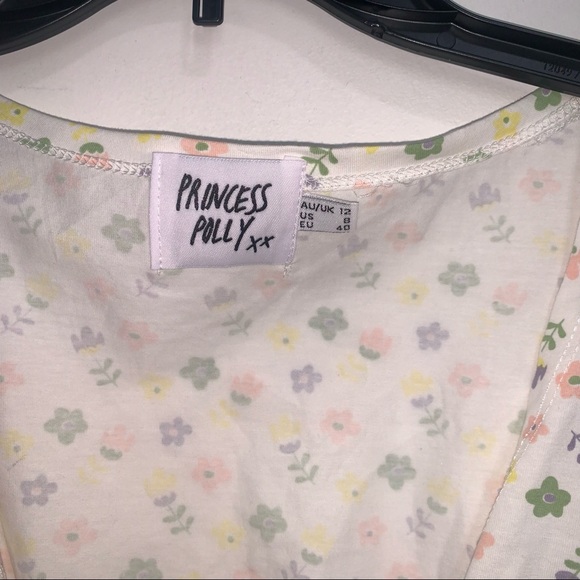 PRINCESS
POLLY xx
AU/UK 12
US 8
EU 40